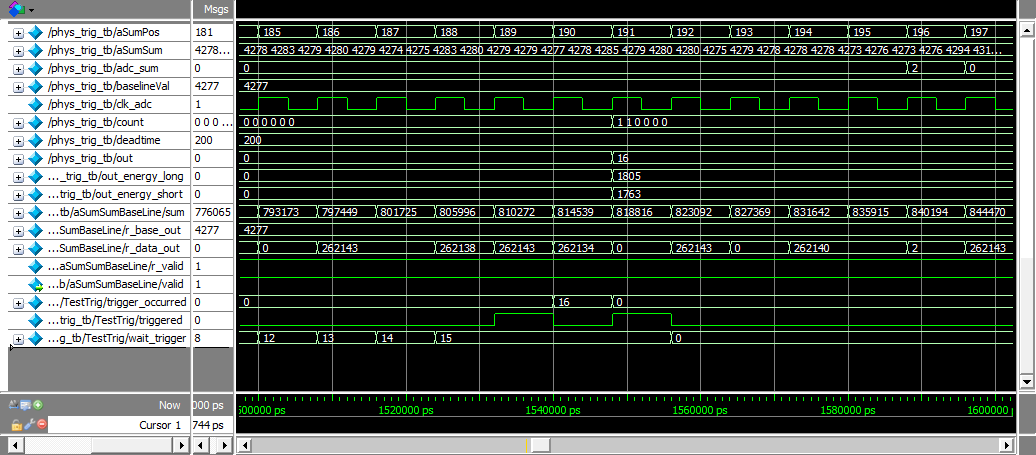 Msgs
/phys_trig_tb/aSumPos 181 185 186 187 188 189 190 191 192 193 194 195 196 197
/phys_trig_tb/aSumSum 4278... 4278 4283 4279 4280 4279 4274 4275 4283 4280 4279 4279 4277 4280 4278 4285 4279 4280 4280 4275 4279 4278 4278 4278 4273 4276 4273 4276 4294 431...
/phys_trig_tb/adc_sum 0 0 2 0
/phys_trig_tb/baselineVal 4277 4277
/phys_trig_tb/clk_adc 1
/phys_trig_tb/count 0 0 0 ... 0 0 0 0 0 0 1 1 0 0 0 0
/phys_trig_tb/deadtime 200 200
/phys_trig_tb/out 0 0 16
..._trig_tb/out_energy_long 0 0 1805
...trig_tb/out_energy_short 0 0 1763
...tb/aSumSumBaseLine/sum 776065 793173 797449 801725 805996 810272 814539 818816 823092 827369 831642 835915 840194 844470
...SumBaseLine/r_base_out 4277 4277
...SumBaseLine/r_data_out 0 0 262143 262138 262143 262134 0 262143 0 262140 2 262143
...aSumSumBaseLine/r_valid 1
...b/aSumSumBaseLine/valid 1
.../TestTrig/trigger_occurred 0 0 16 0
...trig_tb/TestTrig/triggered 0
...g_tb/TestTrig/wait_trigger 8 12 13 14 15 0
Now 000 ps 1520000 ps 1540000 ps 1560000 ps 1580000 ps
Cursor 1 744 ps